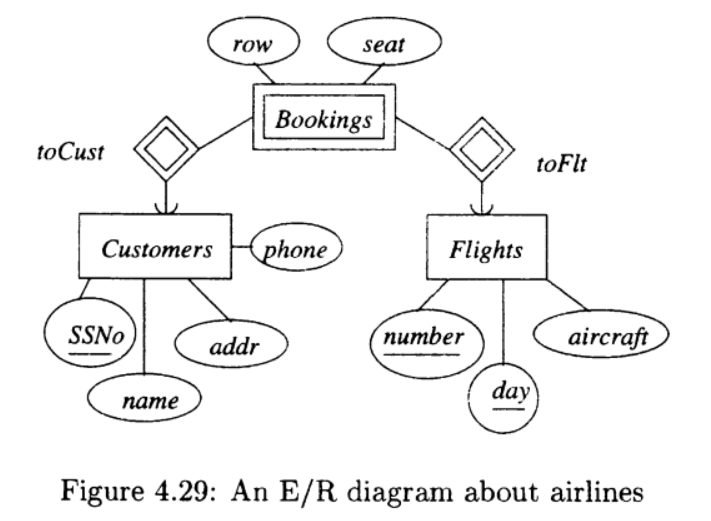 row
seat
Bookings
toCust
toFlt
Customers
phone
Flights
SSNo
addr
number
aircraft
name
day
Figure 4.29: An E/R diagram about airlines